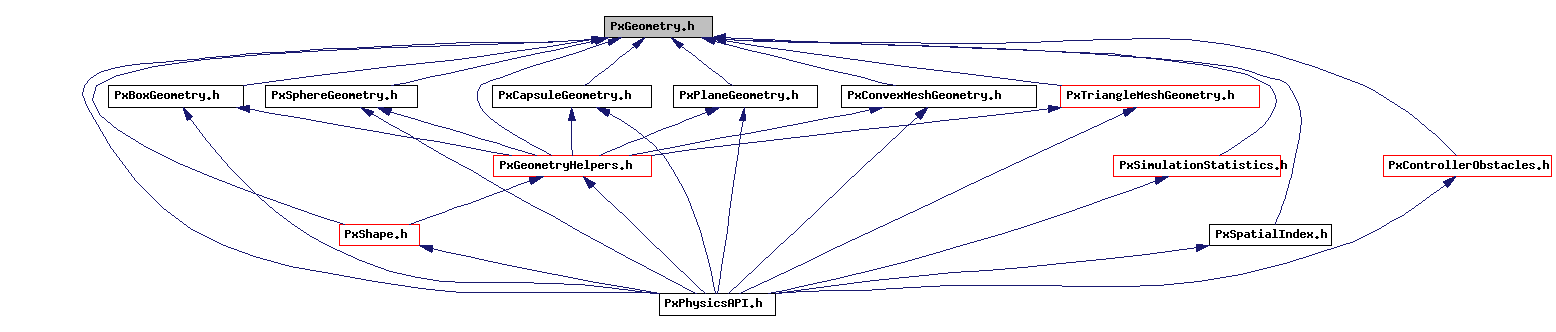 PxGeometry.h
PxBoxGeometry.h
PxSphereGeometry.h
PxCapsuleGeometry.h
PxPlaneGeometry.h
PxConvexMeshGeometry.h
PxTriangleMeshGeometry.h
PxGeometryHelpers.h
PxSimulationStatistics.h
PxControllerObstacles.h
PxShape.h
PxSpatialIndex.h
PxPhysicsAPI.h